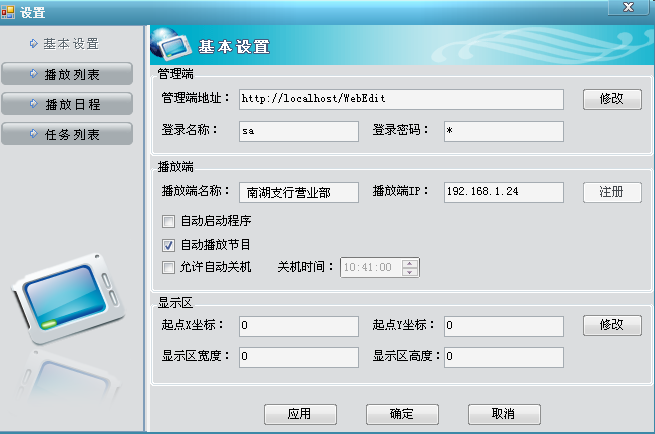 设置
基本设置
播放列表
播放日程
任务列表
基本设置
管理端
管理端地址： http://localhost/WebEdit 修改
登录名称： sa 登录密码： *
播放端
播放端名称： 南湖支行营业部 播放端IP： 192.168.1.24 注册
自动启动程序
自动播放节目
允许自动关机 关机时间： 10:41:00
显示区
起点X坐标： 0 起点Y坐标： 0 修改
显示区宽度： 0 显示区高度： 0
应用 确定 取消